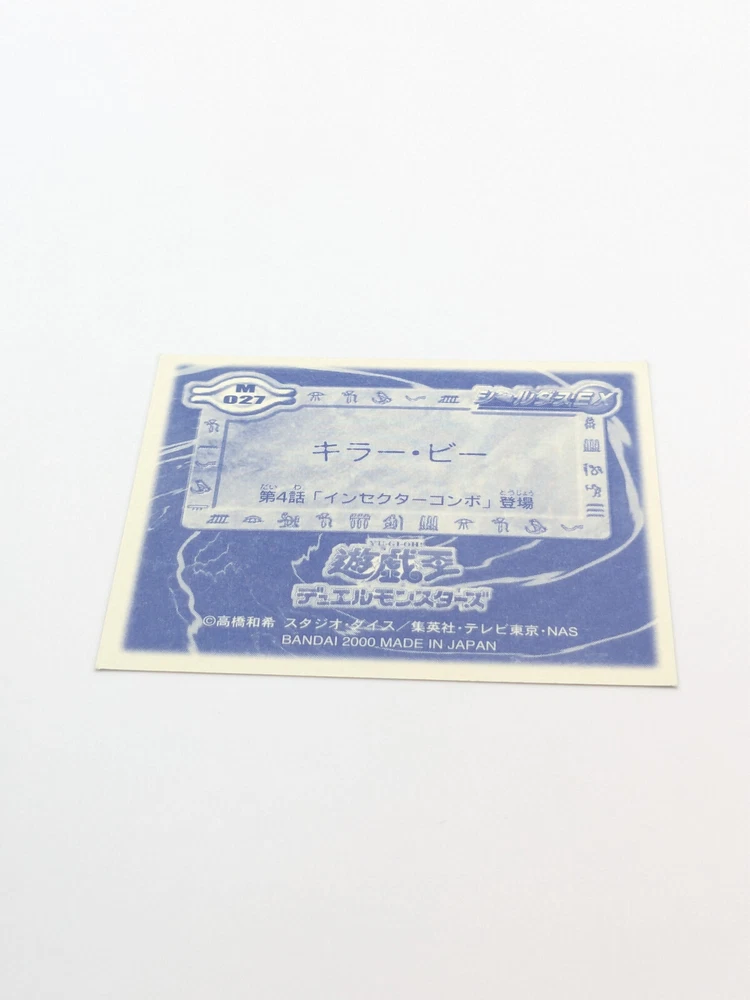 M
027
シールダスEX
キラー・ビー
だい わ とうじょう
第4話「インセクターコンボ」登場
YU-GI-OH!
遊戯王
デュエルモンスターズ
©高橋和希 スタジオ・ダイス／集英社・テレビ東京・NAS
BANDAI 2000 MADE IN JAPAN